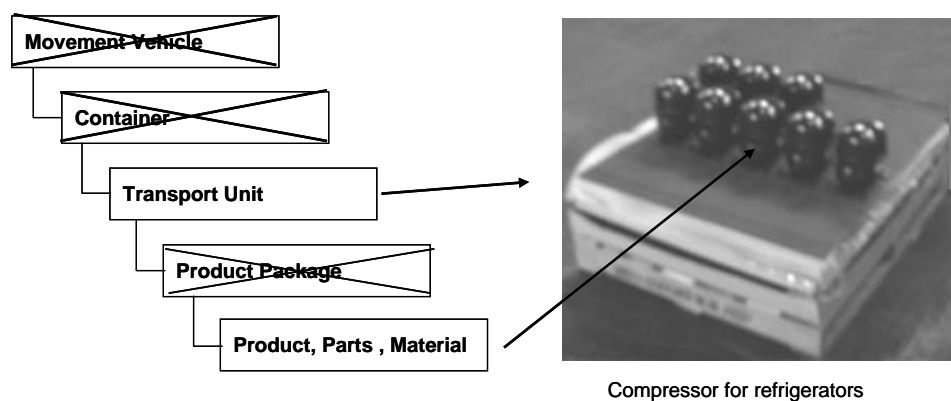 Movement Vehicle
Container
Transport Unit
Product Package
Product, Parts , Material
Compressor for refrigerators